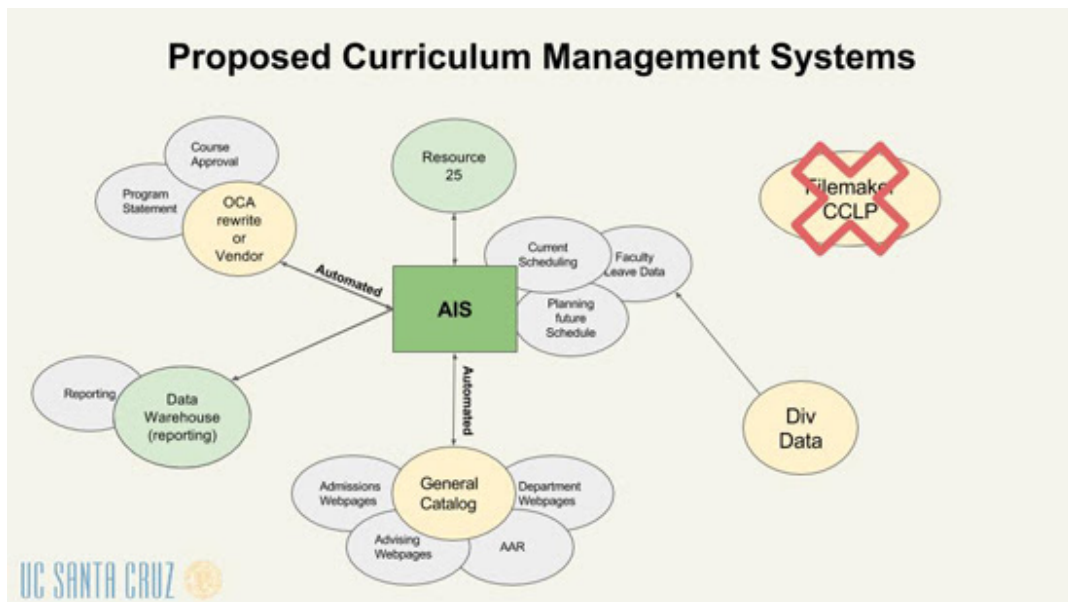 Proposed Curriculum Management Systems
Course
Approval
Program
Statement
OCA
rewrite
or
Vendor
Resource
25
Filemaker
CCLP
Automated
Current
Scheduling
Faculty
Leave Data
AIS
Planning
future
Schedule
Automated
Reporting
Data
Warehouse
(reporting)
Div
Data
Admissions
Webpages
General
Catalog
Department
Webpages
Advising
Webpages
AAR
UC SANTA CRUZ